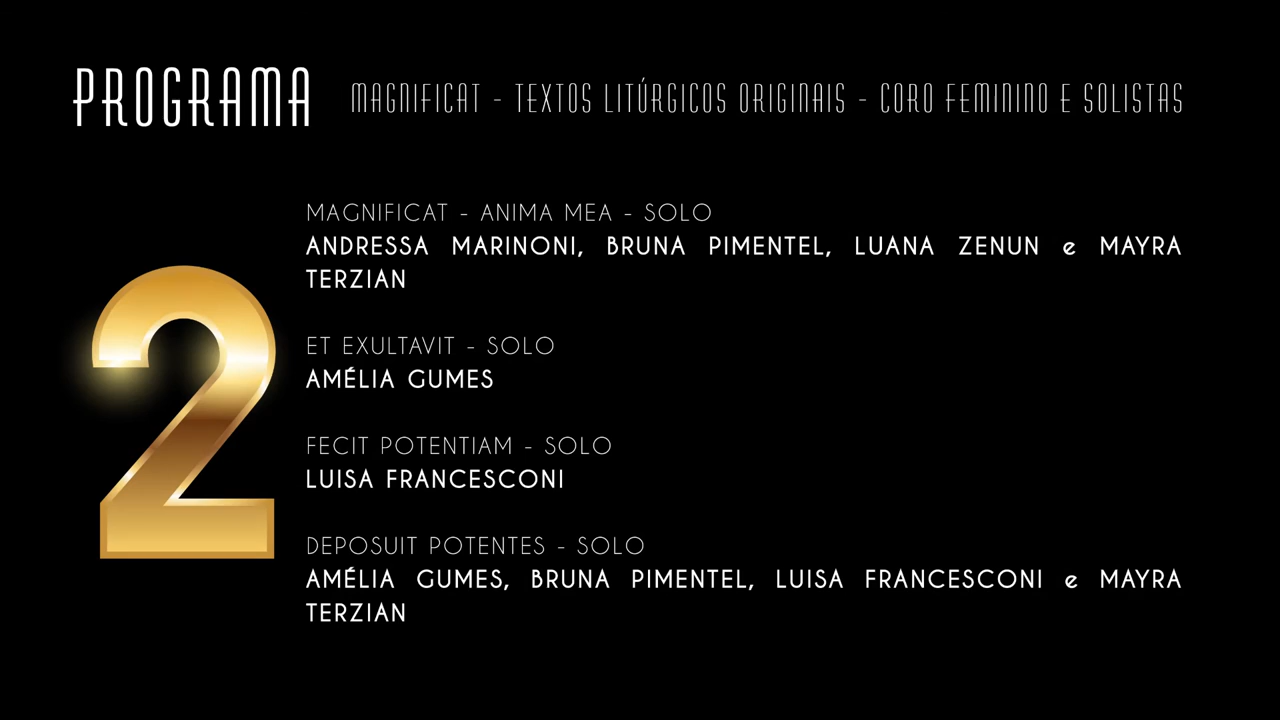 PROGRAMA MAGNIFICAT - TEXTOS LITÚRGICOS ORIGINAIS - CORO FEMININO E SOLISTAS
MAGNIFICAT - ANIMA MEA - SOLO
ANDRESSA MARINONI, BRUNA PIMENTEL, LUANA ZENUN e MAYRA
TERZIAN
ET EXULTAVIT - SOLO
AMÉLIA GUMES
2
FECIT POTENTIAM - SOLO
LUISA FRANCESCONI
DEPOSUIT POTENTES - SOLO
AMÉLIA GUMES, BRUNA PIMENTEL, LUISA FRANCESCONI e MAYRA
TERZIAN